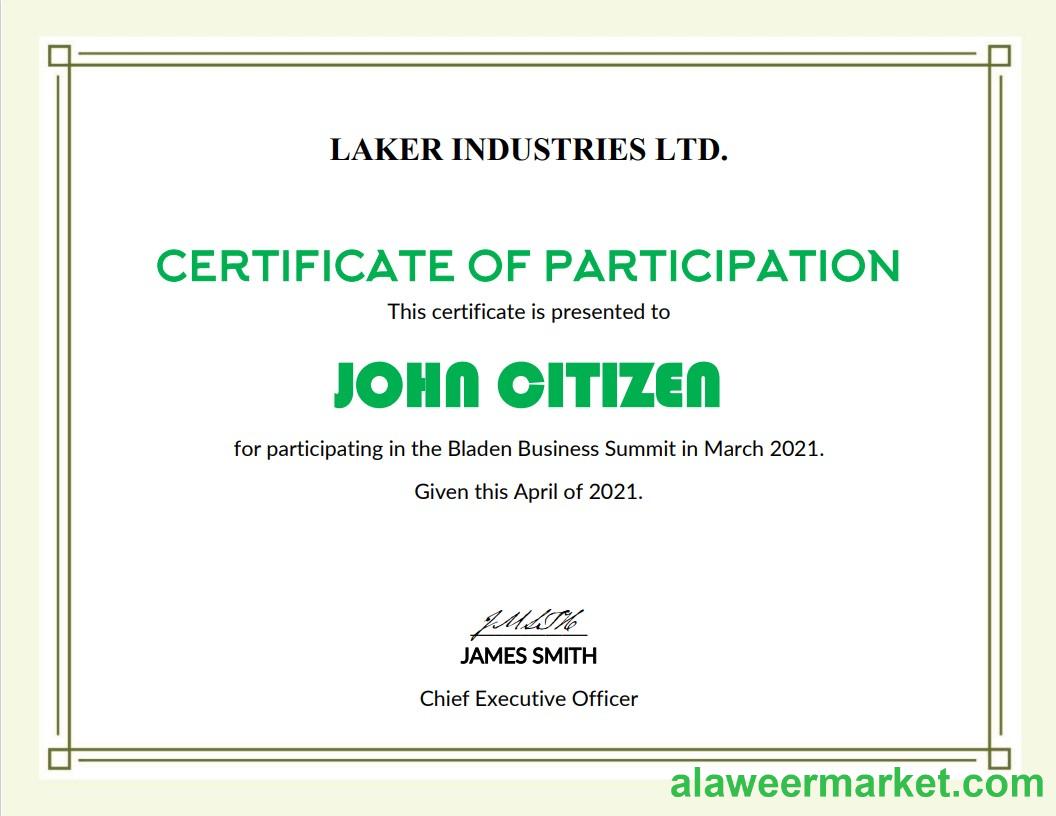 LAKER INDUSTRIES LTD.
CERTIFICATE OF PARTICIPATION
This certificate is presented to
JOHN CITIZEN
for participating in the Bladen Business Summit in March 2021.
Given this April of 2021.
JAMES SMITH
Chief Executive Officer
alaweermarket.com